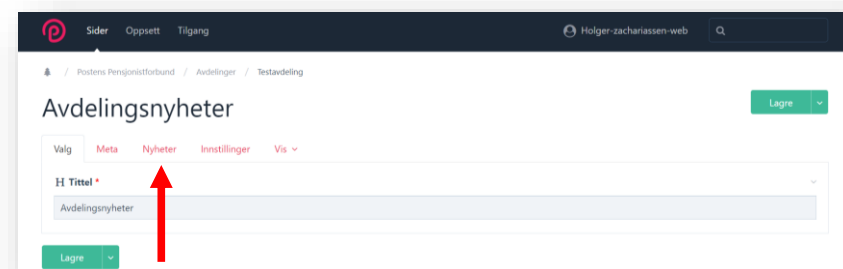 Sider Oppsett Tilgang Holger-zachariassen-web
/ Postens Pensjonistforbund / Avdelinger / Testavdeling
Avdelingsnyheter
Lagre
Valg Meta Nyheter Innstillinger Vis
H Tittel *
Avdelingsnyheter
Lagre